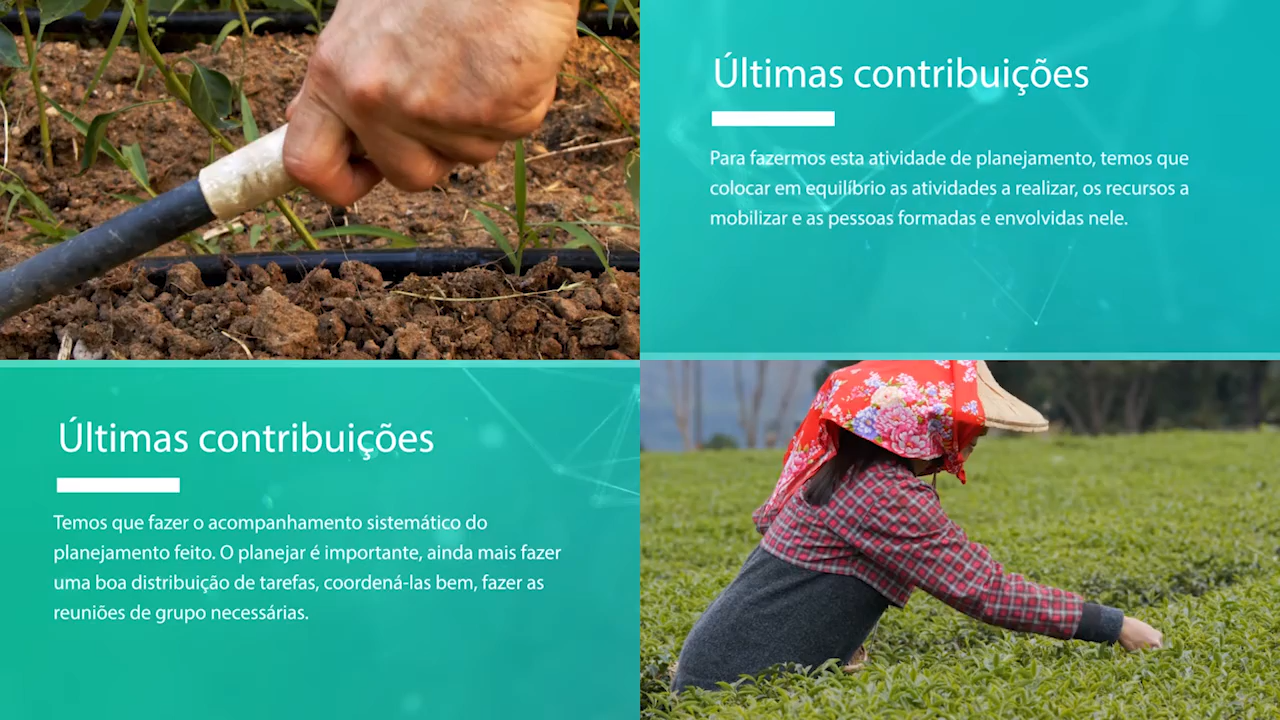 Últimas contribuições
Para fazermos esta atividade de planejamento, temos que
colocar em equilíbrio as atividades a realizar, os recursos a
mobilizar e as pessoas formadas e envolvidas nele.
Últimas contribuições
Temos que fazer o acompanhamento sistemático do
planejamento feito. O planejar é importante, ainda mais fazer
uma boa distribuição de tarefas, coordená-las bem, fazer as
reuniões de grupo necessárias.